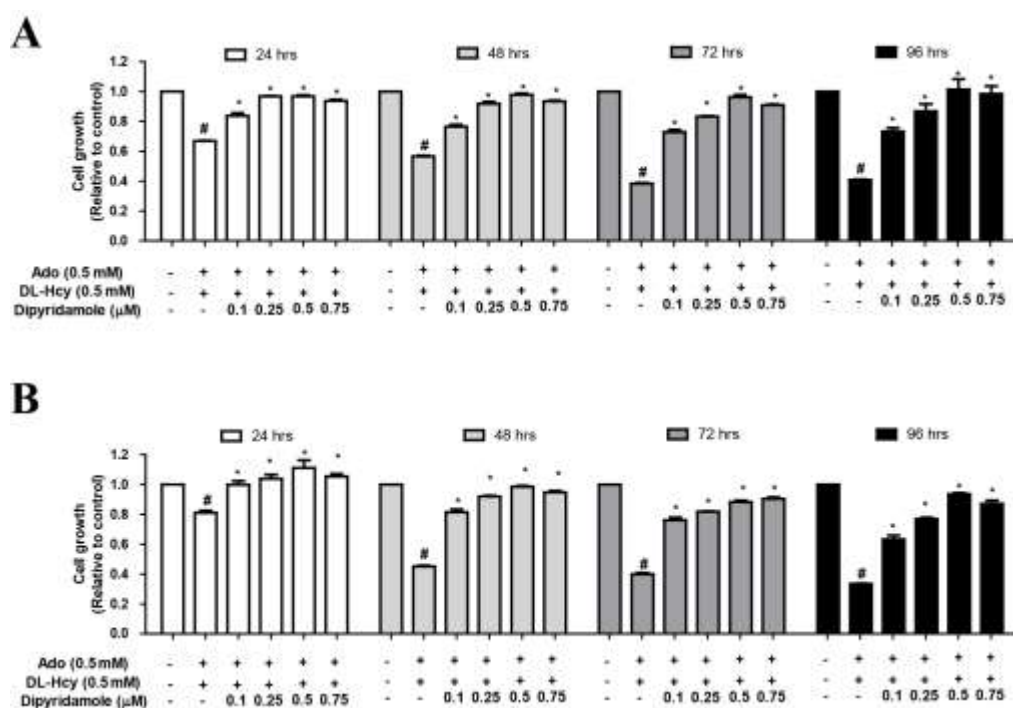 A
24 hrs 48 hrs 72 hrs 96 hrs
1.2
1.0
0.8
0.6
0.4
0.2
0.0
Cell growth
(Relative to control)
* * * * * * * * * * * * * * * *
# # # #
Ado (0.5 mM) - + + + + + - + + + + + - + + + + + - + + + + +
DL-Hcy (0.5 mM) - + + + + + - + + + + + - + + + + + - + + + + +
Dipyridamole (μM) - - 0.1 0.25 0.5 0.75 - - 0.1 0.25 0.5 0.75 - - 0.1 0.25 0.5 0.75 - - 0.1 0.25 0.5 0.75
B
24 hrs 48 hrs 72 hrs 96 hrs
1.2
1.0
0.8
0.6
0.4
0.2
0.0
Cell growth
(Relative to control)
* * * * * * * * * * * * * * * *
# # # #
Ado (0.5 mM) - + + + + + - + + + + + - + + + + + - + + + + +
DL-Hcy (0.5 mM) - + + + + + - + + + + + - + + + + + - + + + + +
Dipyridamole (μM) - - 0.1 0.25 0.5 0.75 - - 0.1 0.25 0.5 0.75 - - 0.1 0.25 0.5 0.75 - - 0.1 0.25 0.5 0.75